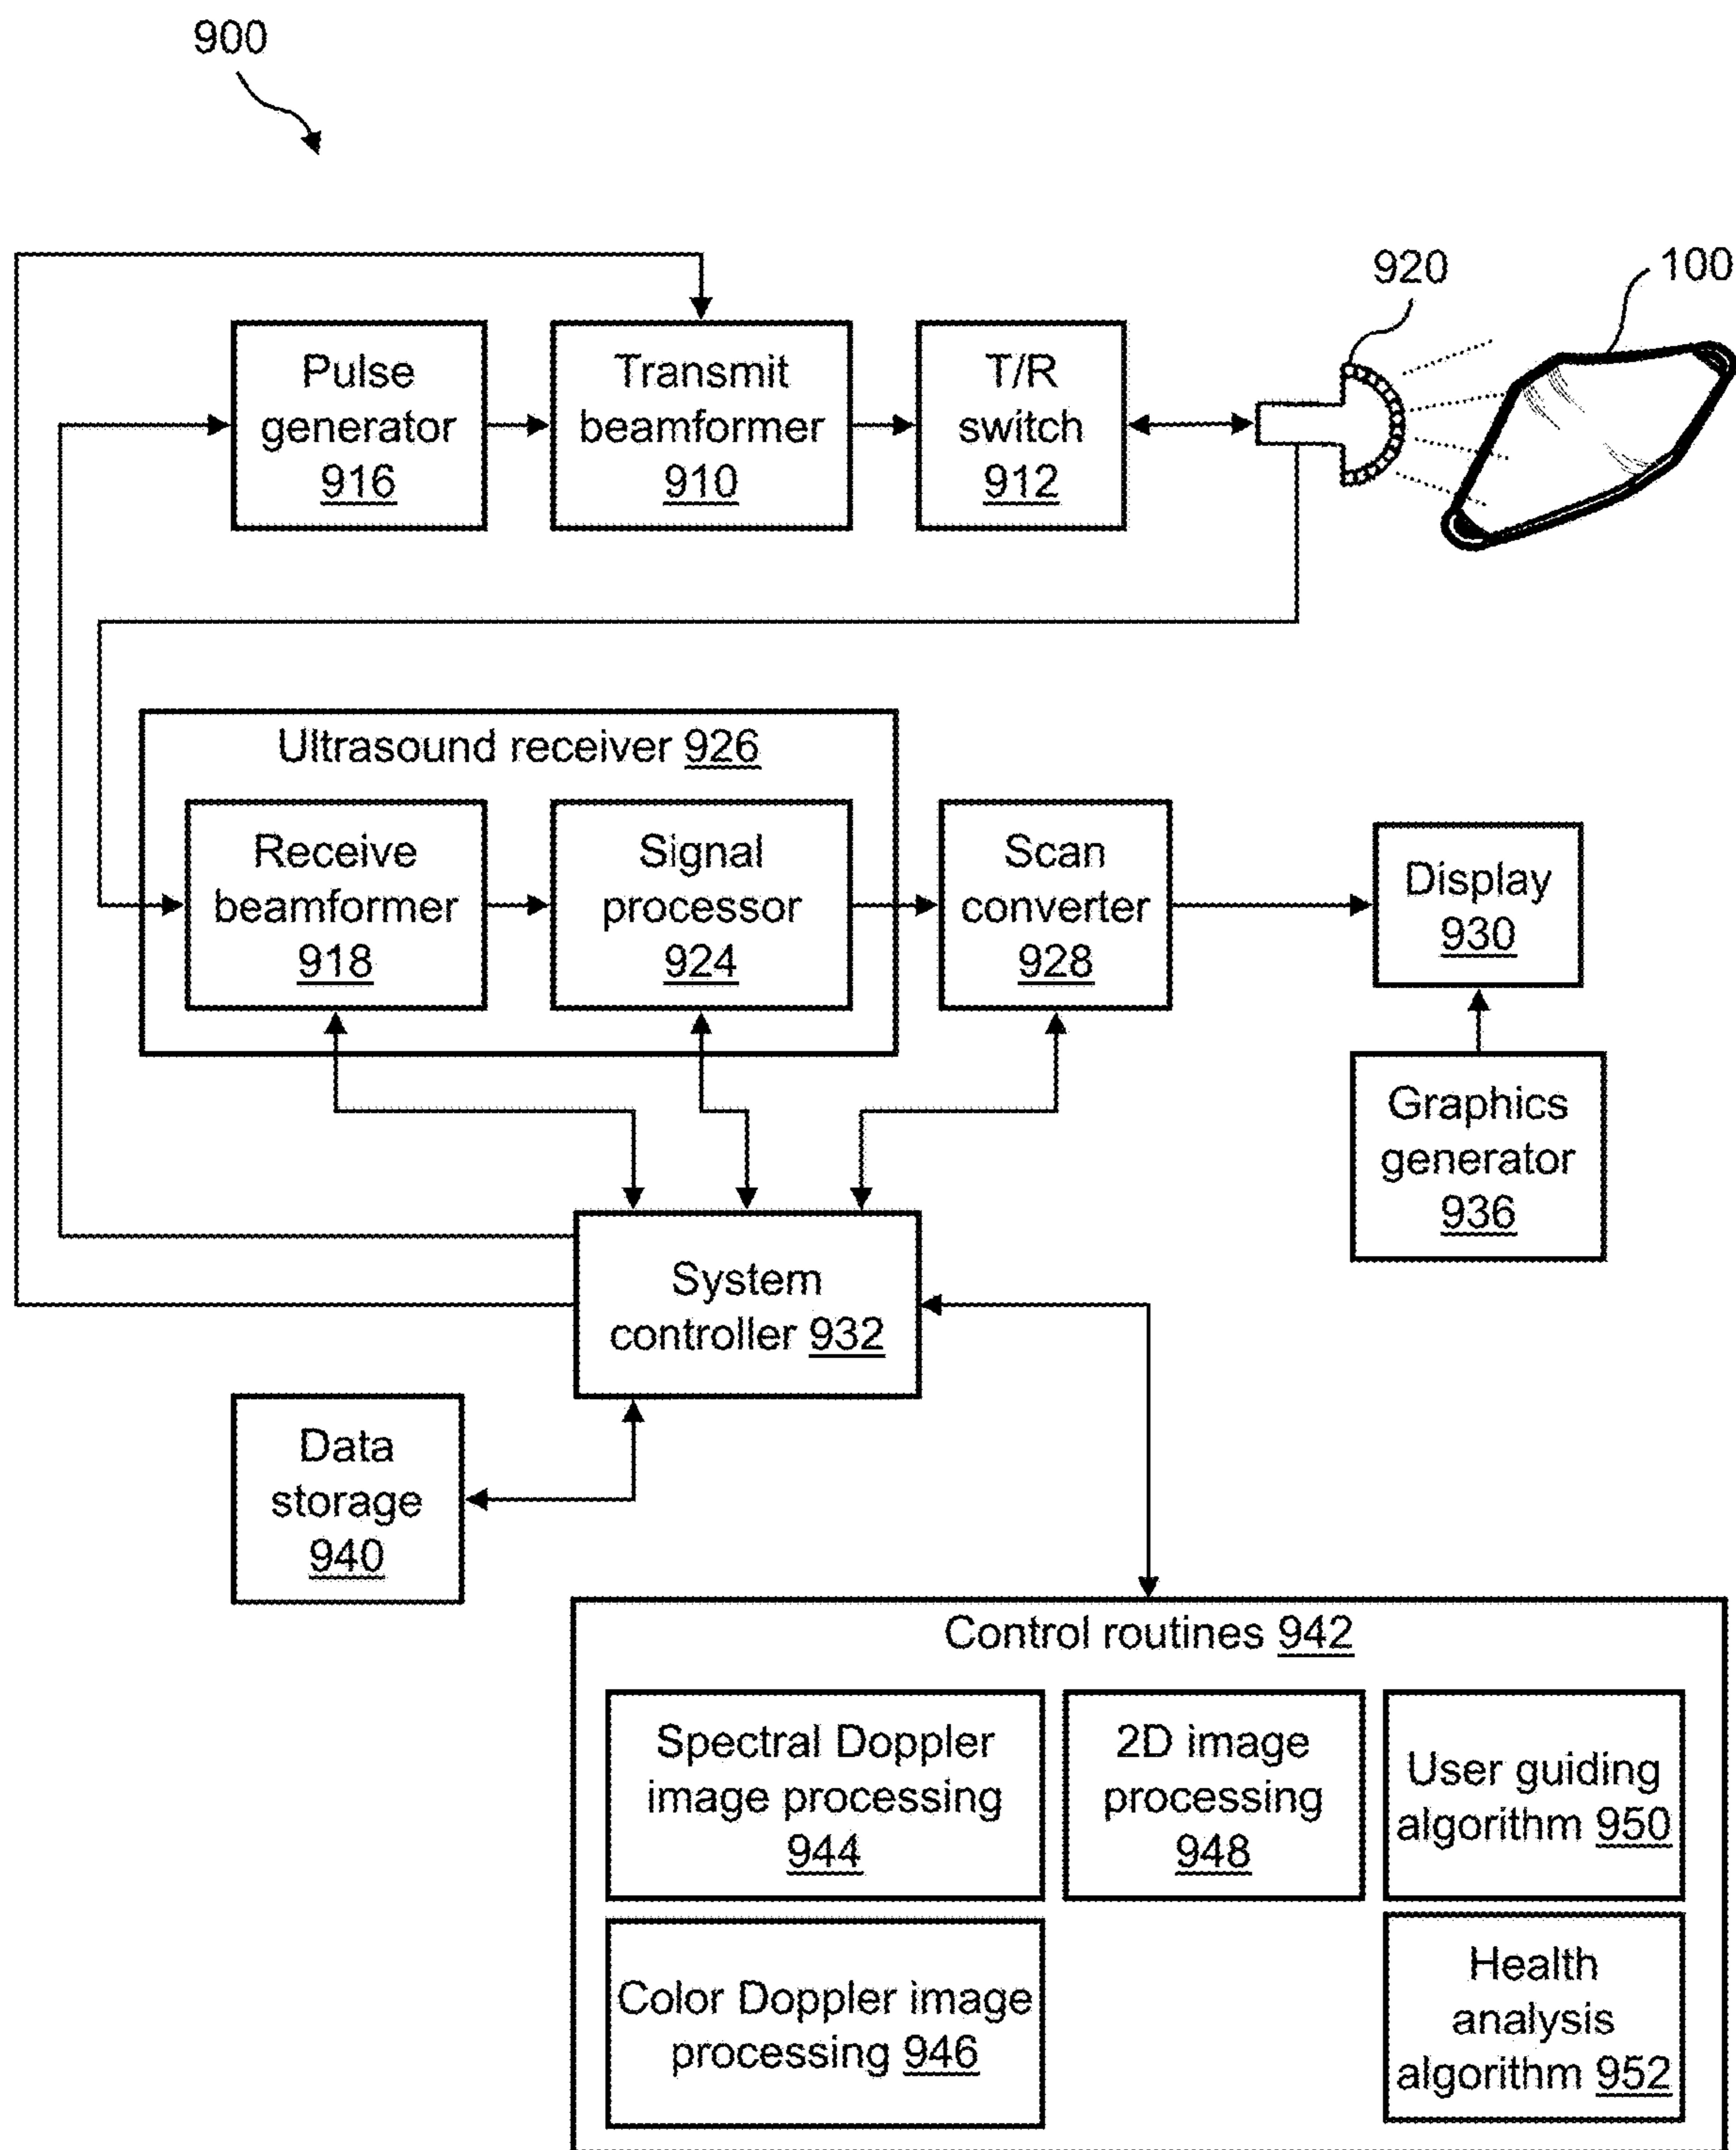 900
920
100
Pulse
generator
916
Transmit
beamformer
910
T/R
switch
912
Ultrasound receiver 926
Receive
beamformer
918
Signal
processor
924
Scan
converter
928
Display
930
Graphics
generator
936
System
controller 932
Data
storage
940
Control routines 942
Spectral Doppler
image processing
944
2D image
processing
948
User guiding
algorithm 950
Color Doppler image
processing 946
Health
analysis
algorithm 952